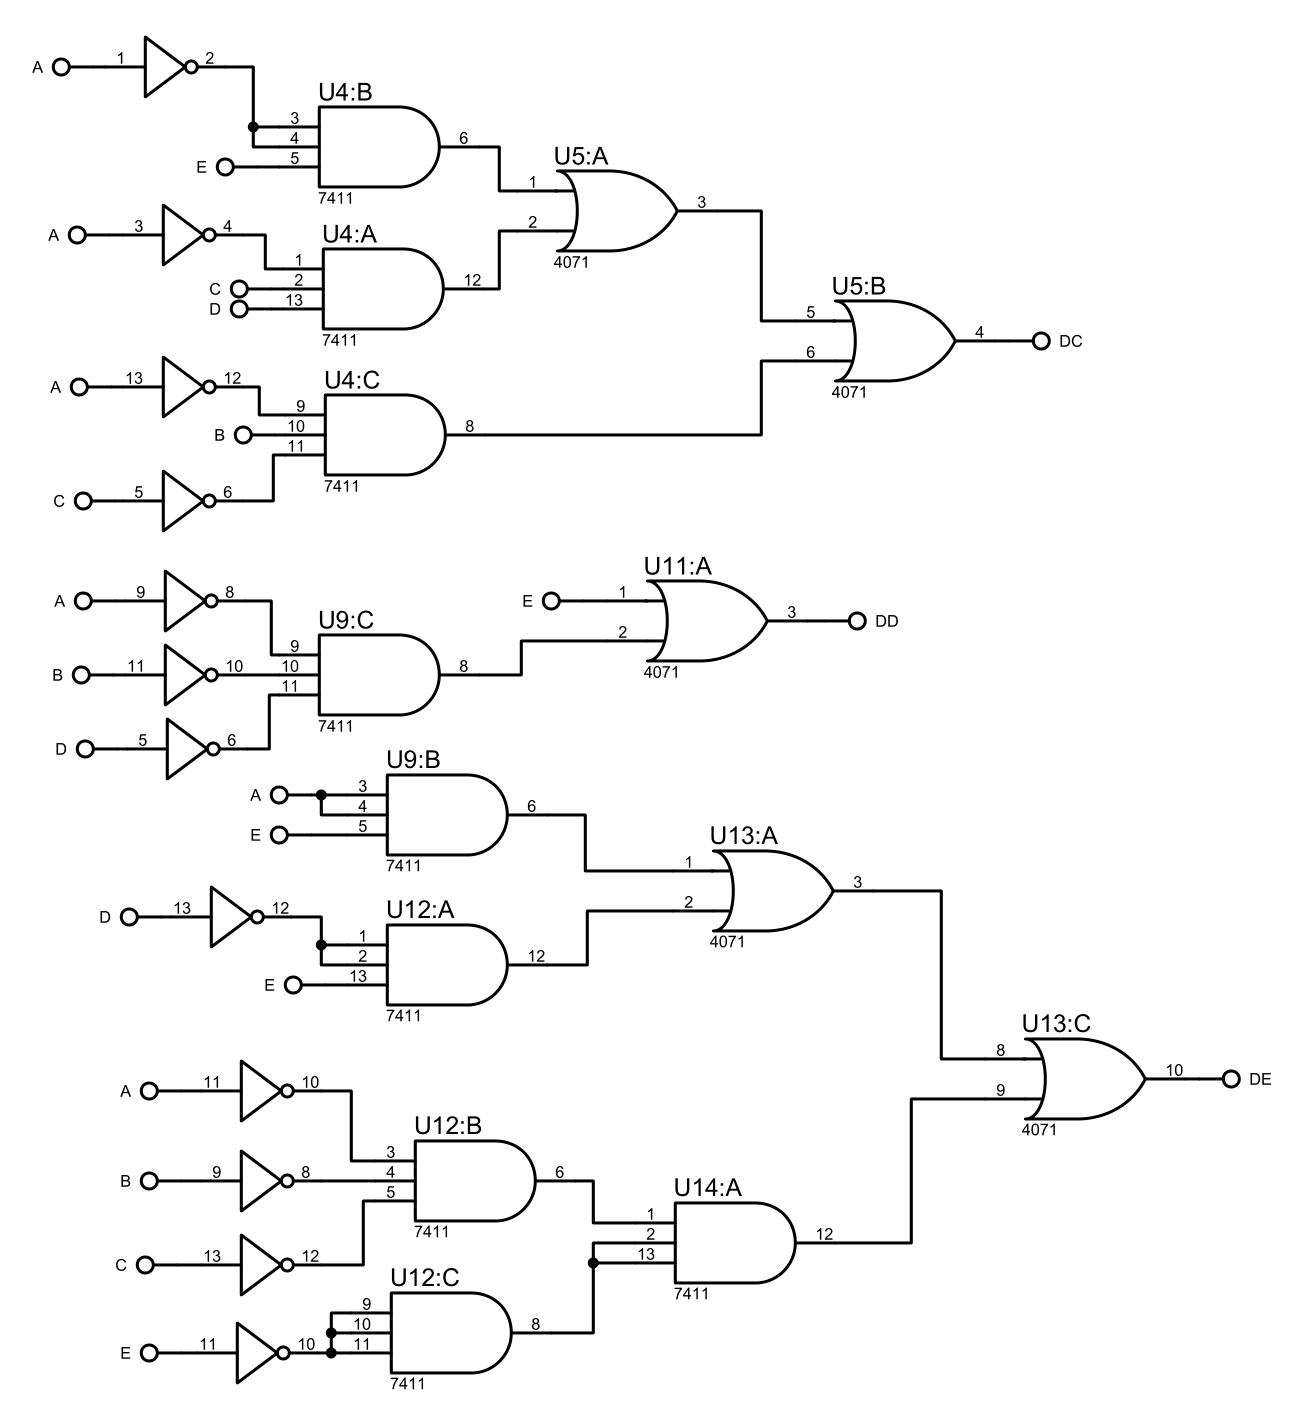 A 1 2
U4:B
3
4
E 5
6
7411
U5:A
1
2
3
4071
A 3 4
U4:A
1
C 2
D 13
12
7411
U5:B
5
6
4 DC
4071
A 13 12
U4:C
9
B 10
11
8
7411
C 5 6
U11:A
E 1
2
3 DD
4071
A 9 8
U9:C
9
B 11 10 10
11
8
7411
D 5 6
U9:B
A 3
4
E 5
6
7411
U13:A
1
2
3
4071
D 13 12
U12:A
1
2
E 13
12
7411
U13:C
8
9
10 DE
4071
A 11 10
U12:B
3
B 9 8 4
5
6
7411
C 13 12
U14:A
1
2
13
12
7411
U12:C
9
10
E 11 10 11
8
7411